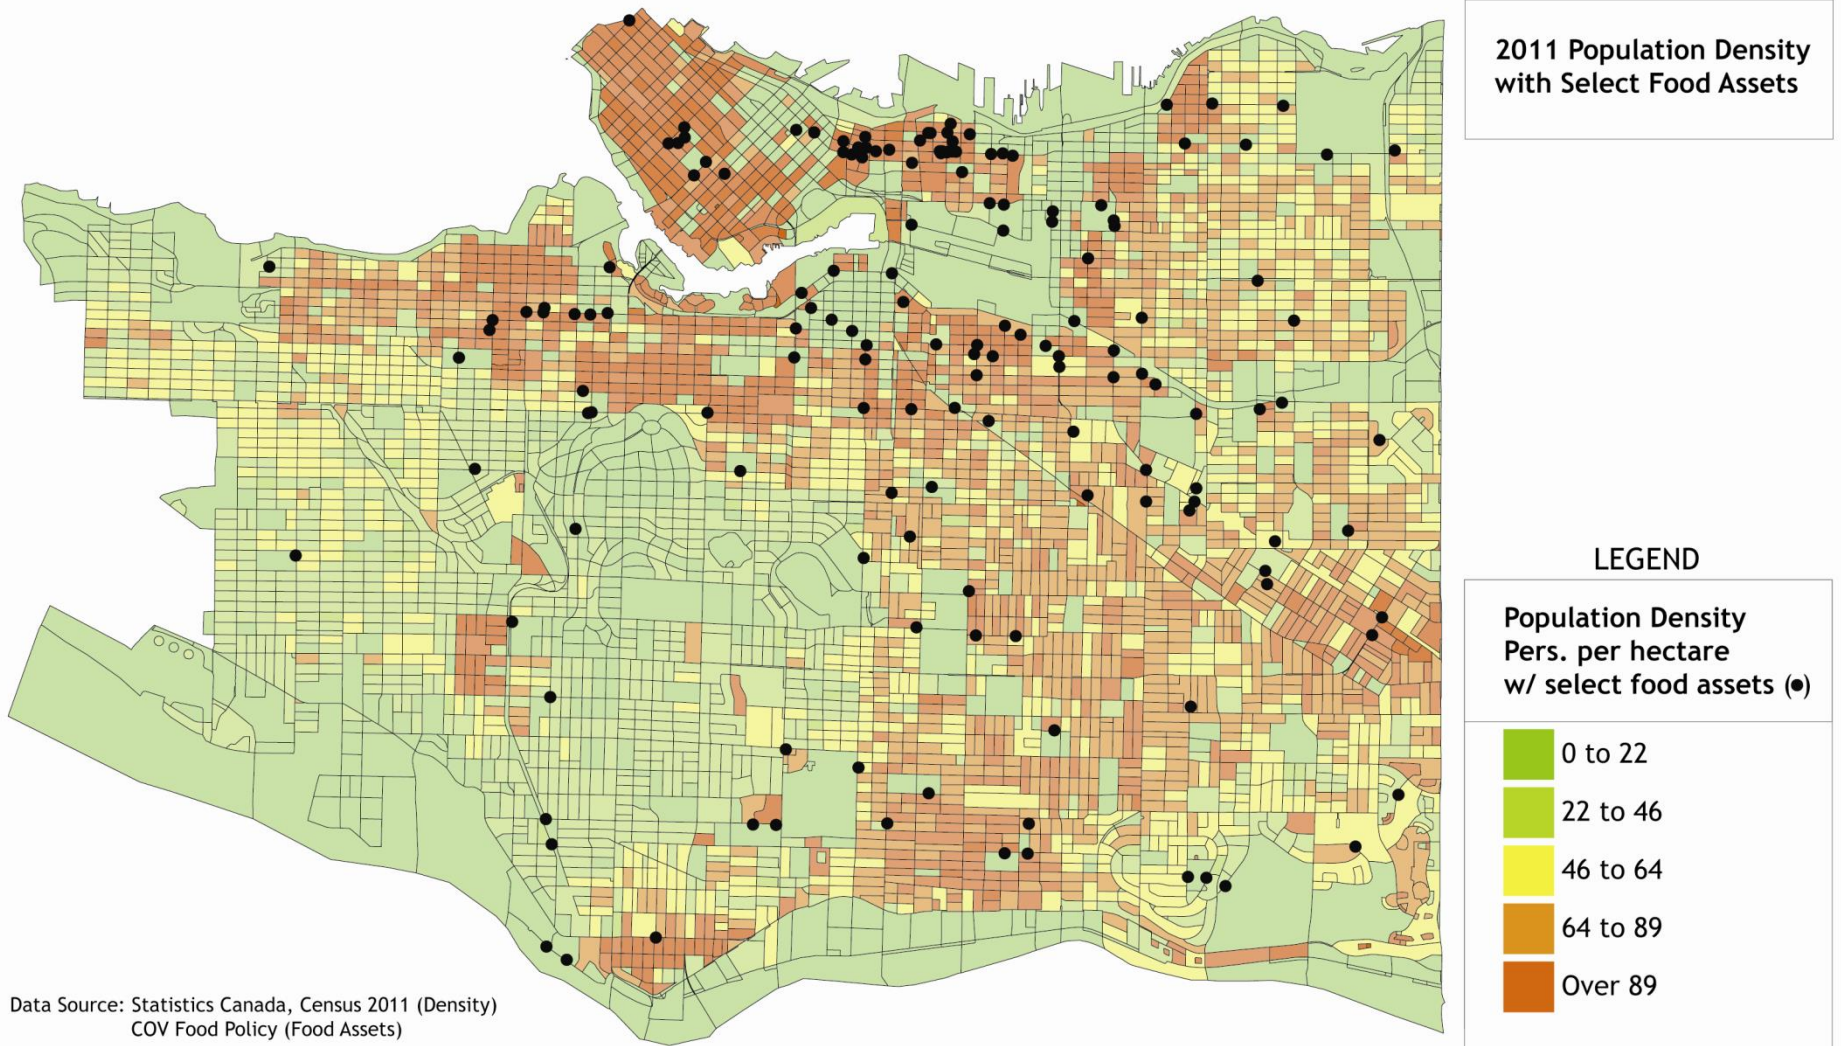 2011 Population Density
with Select Food Assets
LEGEND
Population Density
Pers. per hectare
w/ select food assets (●)
0 to 22
22 to 46
46 to 64
64 to 89
Over 89
Data Source: Statistics Canada, Census 2011 (Density)
COV Food Policy (Food Assets)